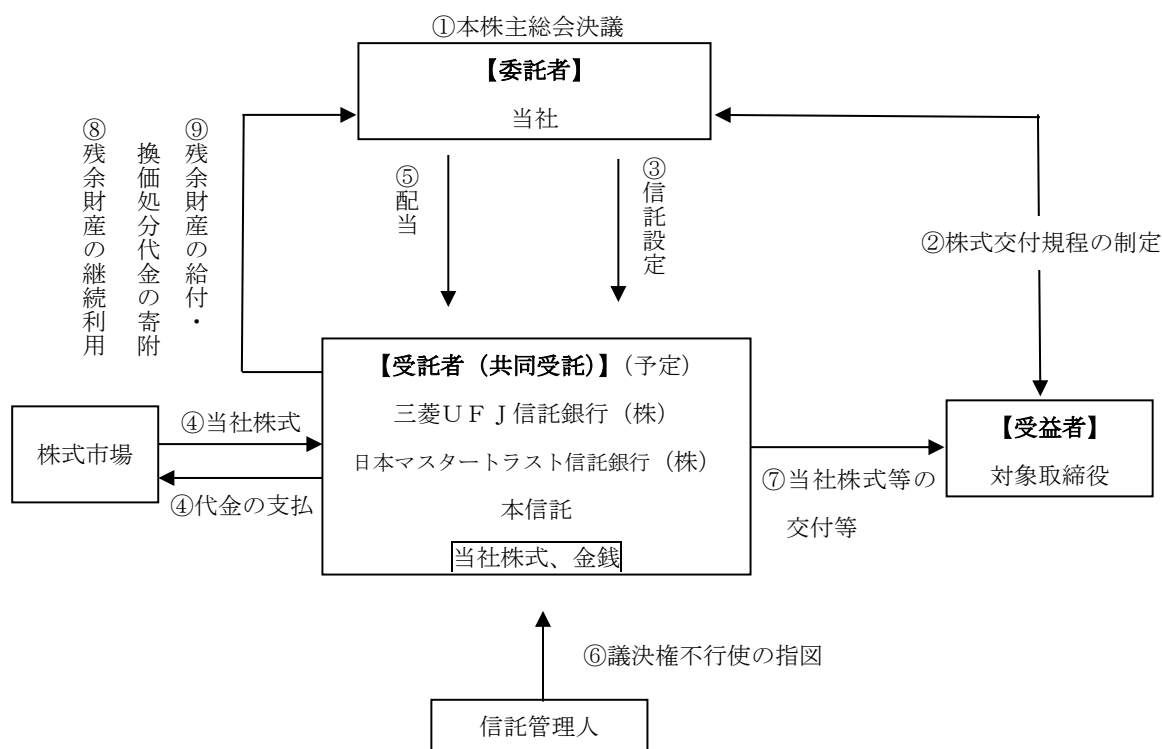 ①本株主総会決議
【委託者】
当社
⑧残余財産の継続利用
換価処分代金の寄附
⑨残余財産の給付・
⑤配当
③信託設定
②株式交付規程の制定
【受託者（共同受託）】（予定）
三菱ＵＦＪ信託銀行（株）
日本マスタートラスト信託銀行（株）
本信託
当社株式、金銭
株式市場
④当社株式
④代金の支払
【受益者】
対象取締役
⑦当社株式等の
交付等
⑥議決権不行使の指図
信託管理人